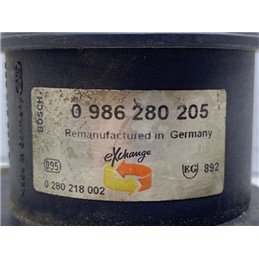 BOSCH
0 986 280 205
Remanufactured in Germany
eXchange
095
EG 892
0 280 218 002